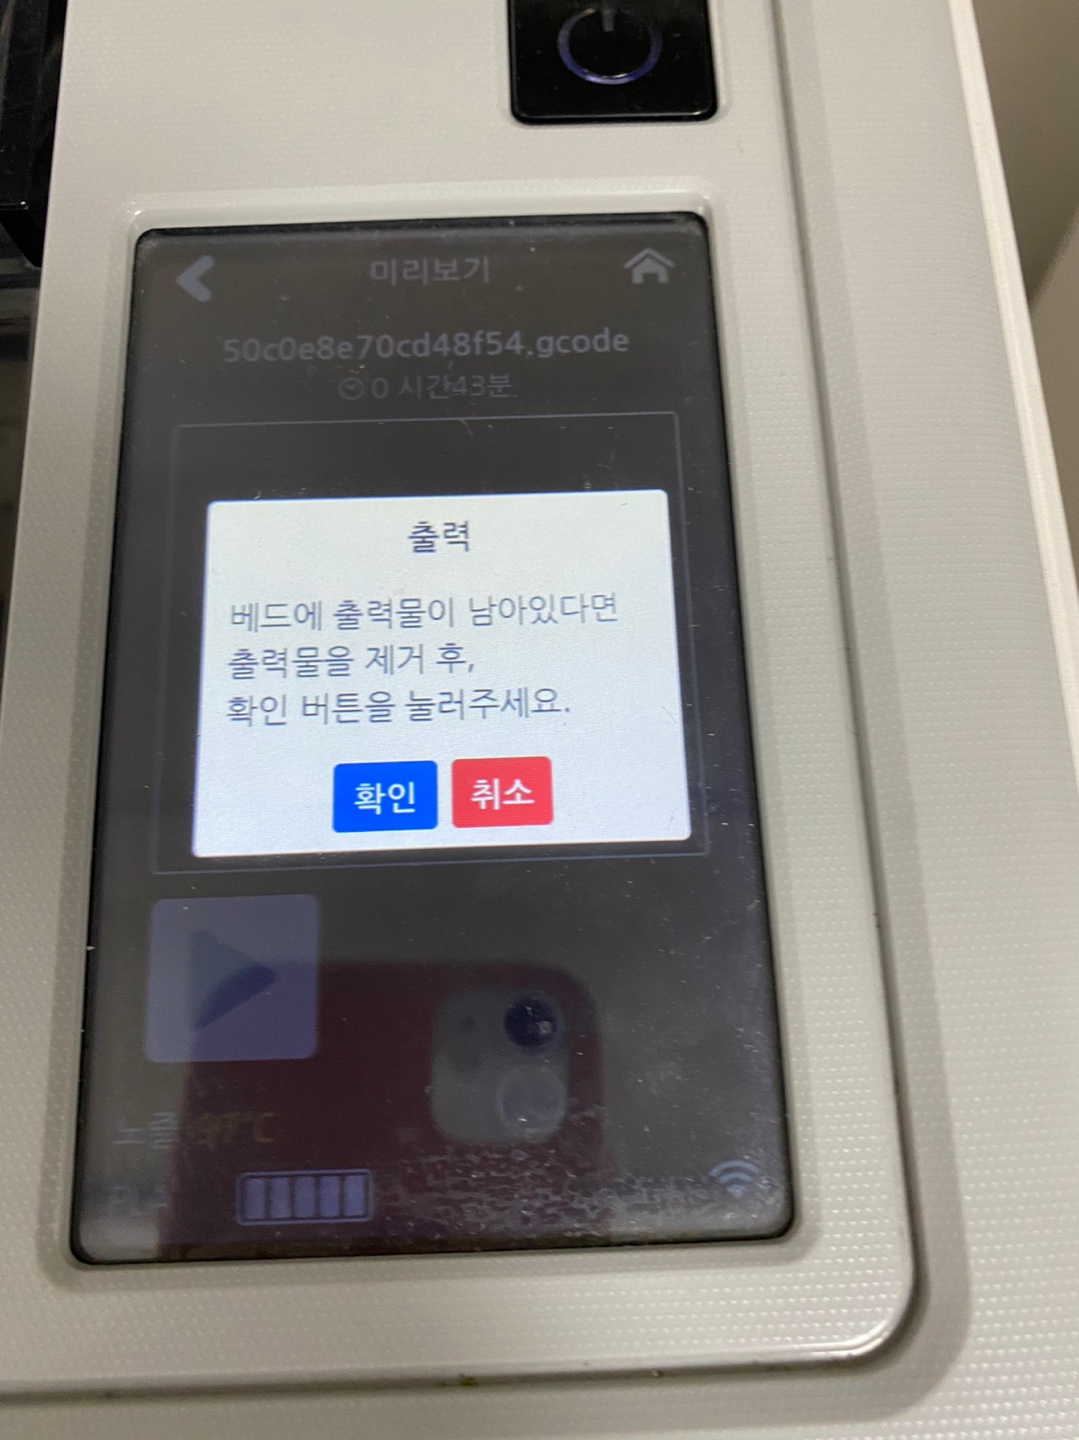 미리보기
50c0e8e70cd48f54.gcode
0 시간43분
출력
베드에 출력물이 남아있다면
출력물을 제거 후,
확인 버튼을 눌러주세요.
확인 취소
노즐